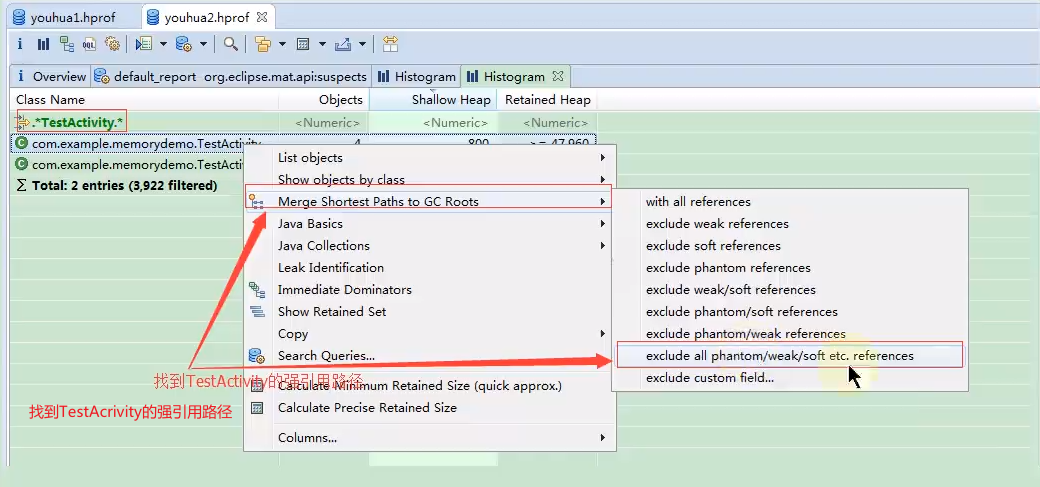 youhua1.hprof youhua2.hprof
i OQL
i Overview default_report org.eclipse.mat.api:suspects Histogram Histogram
Class Name Objects Shallow Heap Retained Heap
.*TestActivity.* <Numeric> <Numeric> <Numeric>
com.example.memorydemo.TestActivity 4 800 >= 47,960
com.example.memorydemo.TestActivi
Σ Total: 2 entries (3,922 filtered)
List objects
Show objects by class
Merge Shortest Paths to GC Roots
Java Basics
Java Collections
Leak Identification
Immediate Dominators
Show Retained Set
Copy
Search Queries...
Calculate Minimum Retained Size (quick approx.)
Calculate Precise Retained Size
Columns...
with all references
exclude weak references
exclude soft references
exclude phantom references
exclude weak/soft references
exclude phantom/soft references
exclude phantom/weak references
exclude all phantom/weak/soft etc. references
exclude custom field...
找到TestActivity的强引用路径
找到TestAcrivity的强引用路径